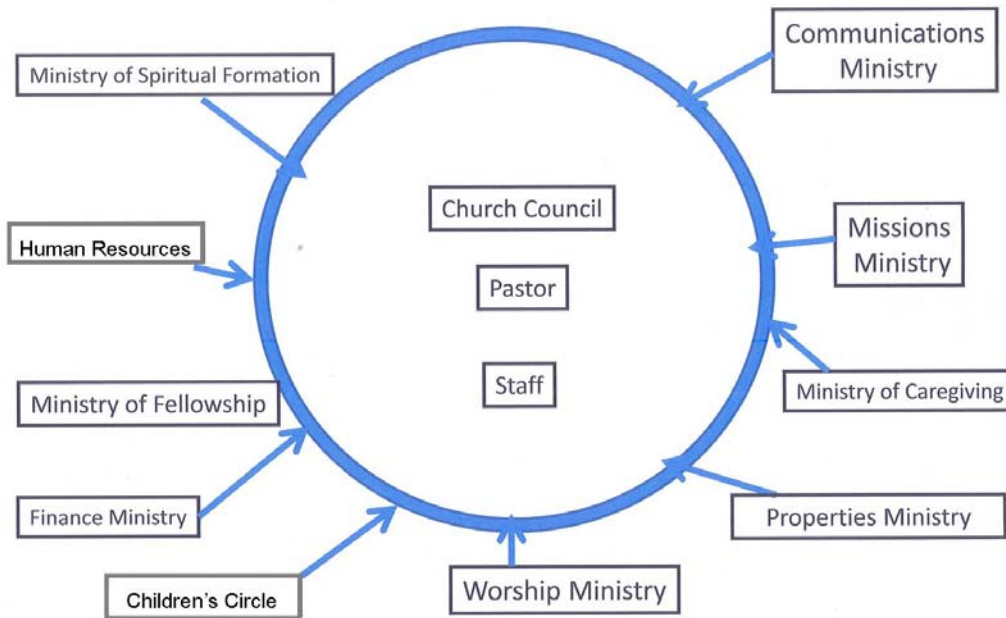 Communications
Ministry
Ministry of Spiritual Formation
Church Council
Human Resources
Missions
Ministry
Pastor
Staff
Ministry of Fellowship
Ministry of Caregiving
Finance Ministry
Properties Ministry
Children's Circle
Worship Ministry